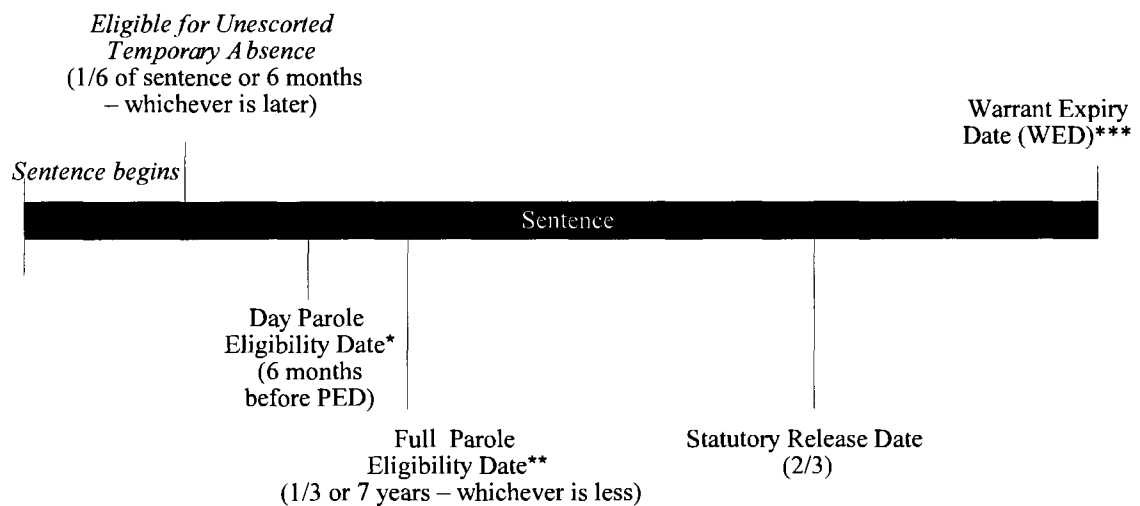 Eligible for Unescorted
Temporary Absence
(1/6 of sentence or 6 months
– whichever is later)
Warrant Expiry
Date (WED)***
Sentence begins
Sentence
Day Parole
Eligibility Date*
(6 months
before PED)
Full Parole
Eligibility Date**
(1/3 or 7 years – whichever is less)
Statutory Release Date
(2/3)